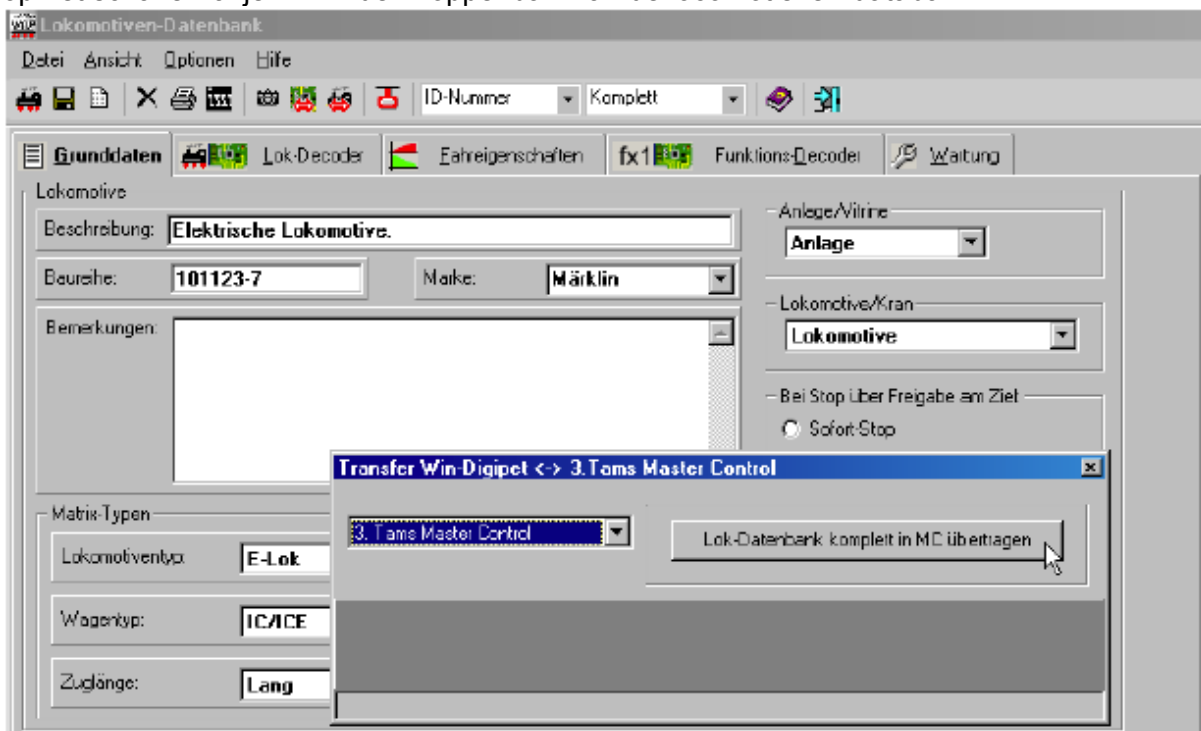 Lokomotiven-Datenbank
Datei Ansicht Optionen Hilfe
ID-Nummer Komplett
Grunddaten Lok-Decoder Fahreigenschaften fx1 Funktions-Decoder Wartung
Lokomotive
Beschreibung: Elektrische Lokomotive.
Baureihe: 101123-7 Marke: Märklin
Bemerkungen:
Anlage/Vitrine
Anlage
Lokomotive/Kran
Lokomotive
Bei Stop über Freigabe am Ziel
Sofort-Stop
Matrix-Typen
Lokomotiventyp: E-Lok
Wagentyp: IC/ICE
Zuglänge: Lang
Transfer Win-Digipet <-> 3.Tams Master Control
3. Tams Master Control
Lok-Datenbank komplett in MC übertragen